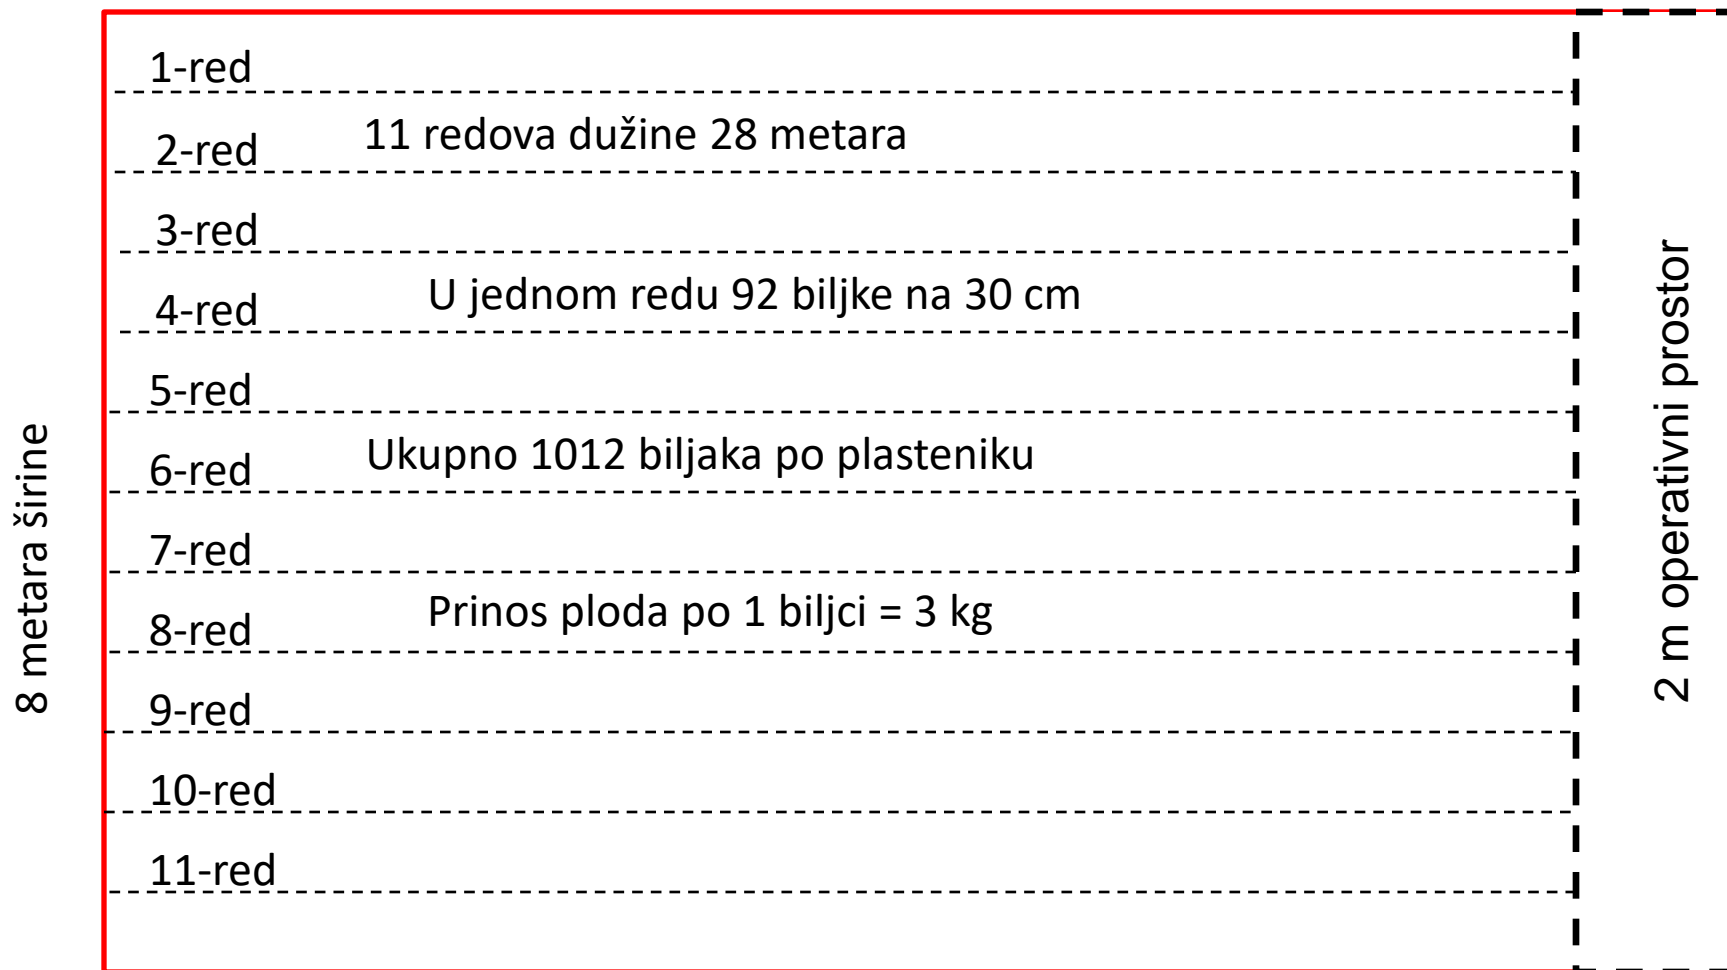 1-red
11 redova dužine 28 metara
2-red
3-red
U jednom redu 92 biljke na 30 cm
4-red
5-red
Ukupno 1012 biljaka po plasteniku
6-red
7-red
Prinos ploda po 1 biljci = 3 kg
8-red
9-red
10-red
11-red
8 metara širine
2 m operativni prostor